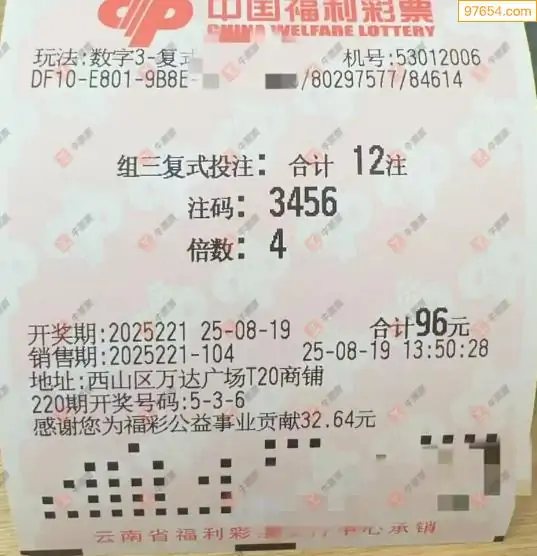 97654.com
中国福利彩票
CHINA WELFARE LOTTERY
玩法:数字3-复式
机号:53012006
DF10-E801-9B8E- /80297577/84614
组三复式投注: 合计 12注
注码: 3456
倍数: 4
开奖期:2025221 25-08-19 合计96元
销售期:2025221-104 25-08-19 13:50:28
地址:西山区万达广场T20商铺
220期开奖号码:5-3-6
感谢您为福彩公益事业贡献32.64元
云南省福利彩票 中心承销